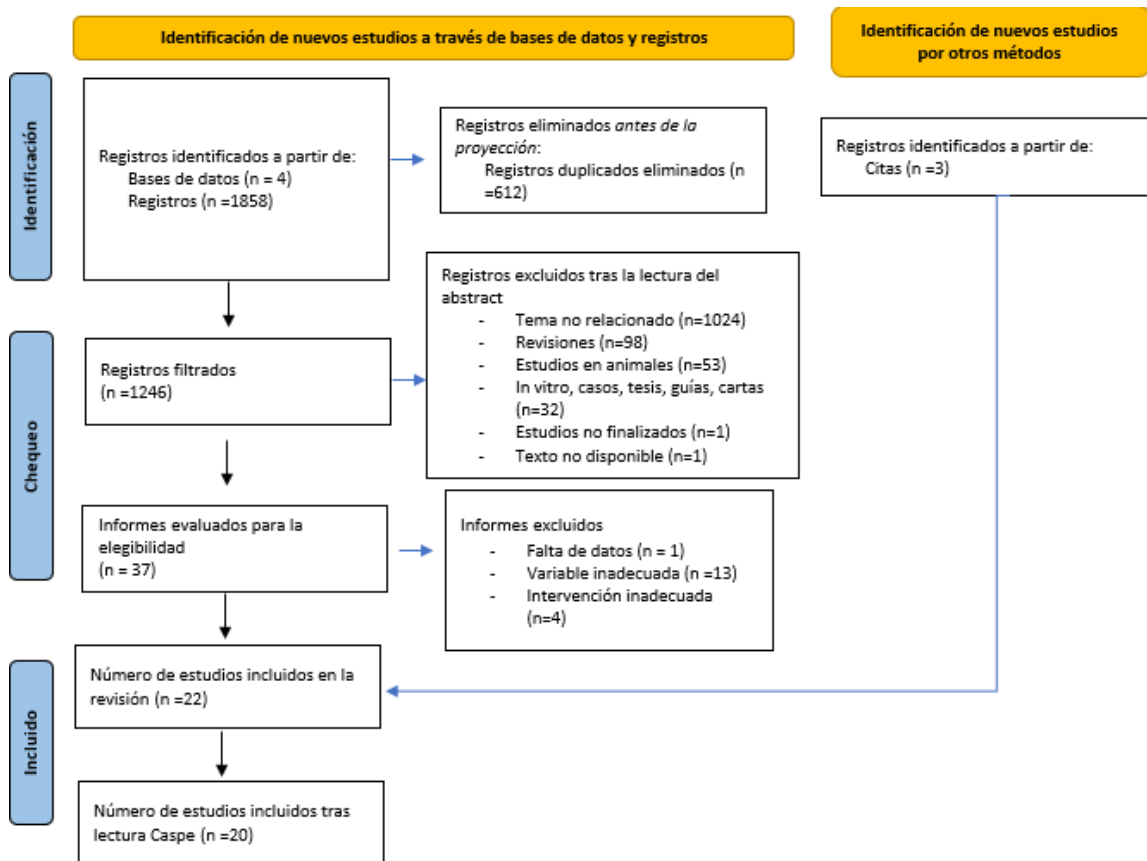 Identificación de nuevos estudios a través de bases de datos y registros
Identificación de nuevos estudios
por otros métodos
Identificación
Registros identificados a partir de:
Bases de datos (n = 4)
Registros (n =1858)
Registros eliminados antes de la
proyección:
Registros duplicados eliminados (n
=612)
Registros identificados a partir de:
Citas (n =3)
Chequeo
Registros filtrados
(n =1246)
Registros excluidos tras la lectura del
abstract
- Tema no relacionado (n=1024)
- Revisiones (n=98)
- Estudios en animales (n=53)
- In vitro, casos, tesis, guías, cartas
(n=32)
- Estudios no finalizados (n=1)
- Texto no disponible (n=1)
Informes evaluados para la
elegibilidad
(n = 37)
Informes excluidos
- Falta de datos (n = 1)
- Variable inadecuada (n =13)
- Intervención inadecuada
(n=4)
Incluido
Número de estudios incluidos en la
revisión (n =22)
Número de estudios incluidos tras
lectura Caspe (n =20)